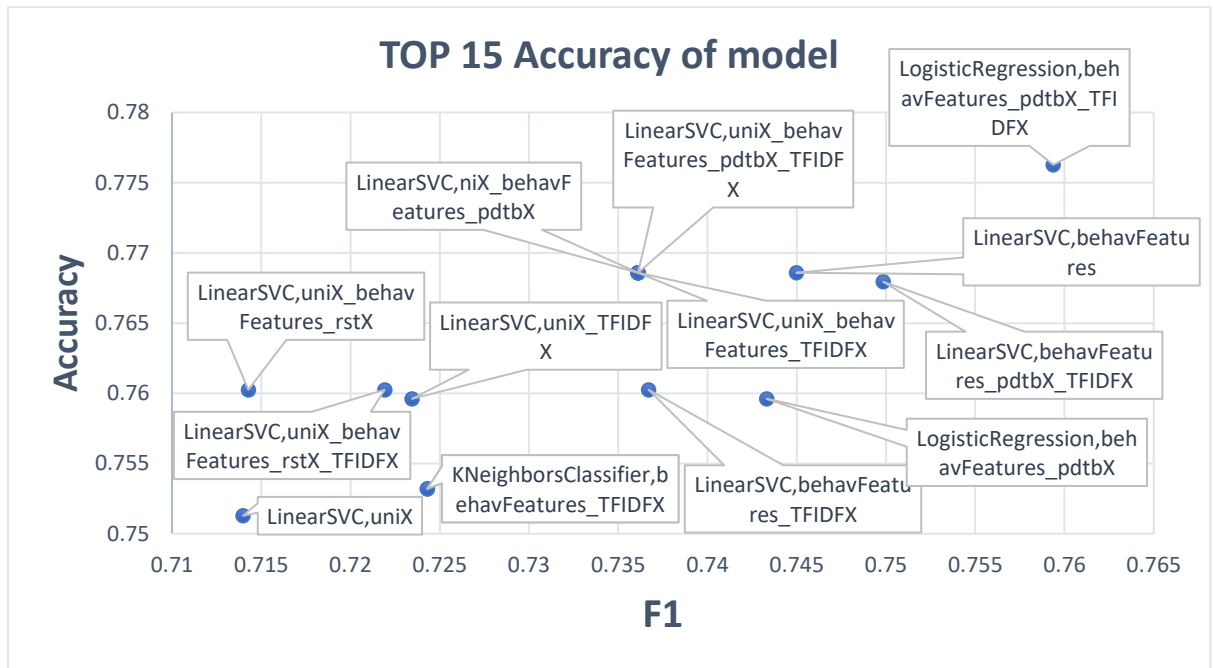 TOP 15 Accuracy of model
LogisticRegression,beh
avFeatures_pdtbX_TFI
DFX
LinearSVC,uniX_behav
Features_pdtbX_TFIDF
X
LinearSVC,niX_behavF
eatures_pdtbX
LinearSVC,behavFeatu
res
LinearSVC,uniX_behav
Features_rstX
LinearSVC,uniX_TFIDF
X
LinearSVC,uniX_behav
Features_TFIDFX
LinearSVC,behavFeatu
res_pdtbX_TFIDFX
LinearSVC,uniX_behav
Features_rstX_TFIDFX
LogisticRegression,beh
avFeatures_pdtbX
KNeighborsClassifier,b
ehavFeatures_TFIDFX
LinearSVC,behavFeatu
res_TFIDFX
LinearSVC,uniX
Accuracy
0.78
0.775
0.77
0.765
0.76
0.755
0.75
0.71 0.715 0.72 0.725 0.73 0.735 0.74 0.745 0.75 0.755 0.76 0.765
F1